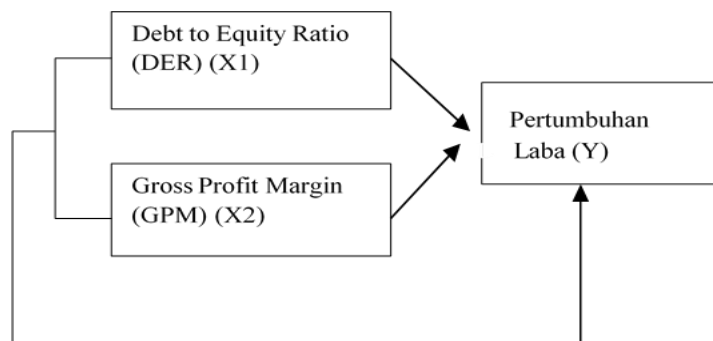 Debt to Equity Ratio
(DER) (X1)
Pertumbuhan
Laba (Y)
Gross Profit Margin
(GPM) (X2)